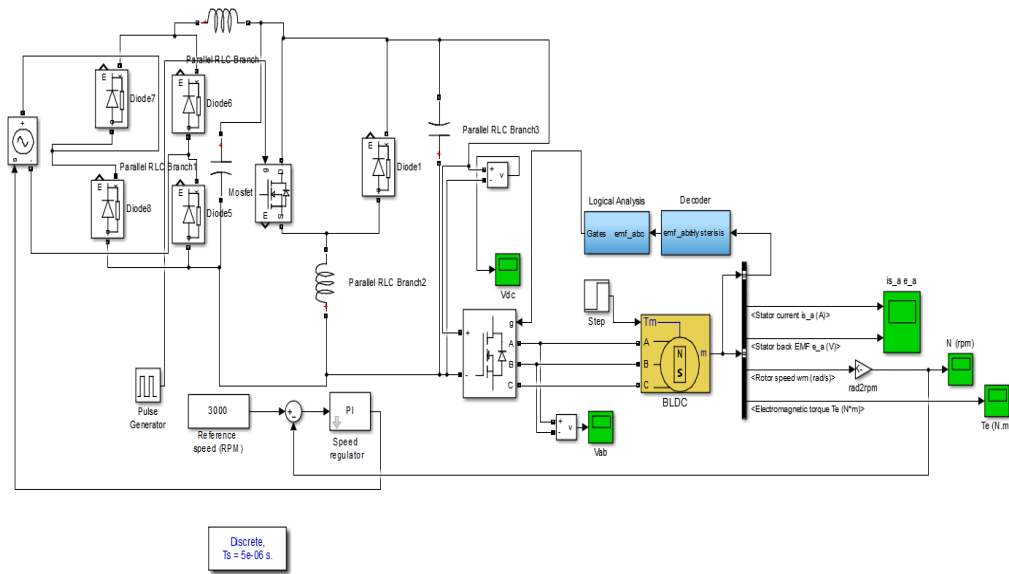 Parallel RLC Branch
E
Diode7
E
Diode6
+
Parallel RLC Branch1
E
Diode8
E
Diode5
Mosfet
g
D
E
S
E
Diode1
Parallel RLC Branch3
+
-
v
Logical Analysis
Decoder
Gates
emf_abc
emf_abc
Hysterisis
Parallel RLC Branch2
Vdc
Step
is_a e_a
<Stator current is_a (A)>
+
-
g
A
B
C
Tm
A
B
C
N
S
m
BLDC
<Stator back EMF e_a (V)>
N (rpm)
<Rotor speed wm (rad/s)>
rad2rpm
<Electromagnetic torque Te (N*m)>
Te (N.m
Pulse
Generator
3000
Reference
speed (RPM)
PI
Speed
regulator
+
-
v
Vab
Discrete,
Ts = 5e-06 s.